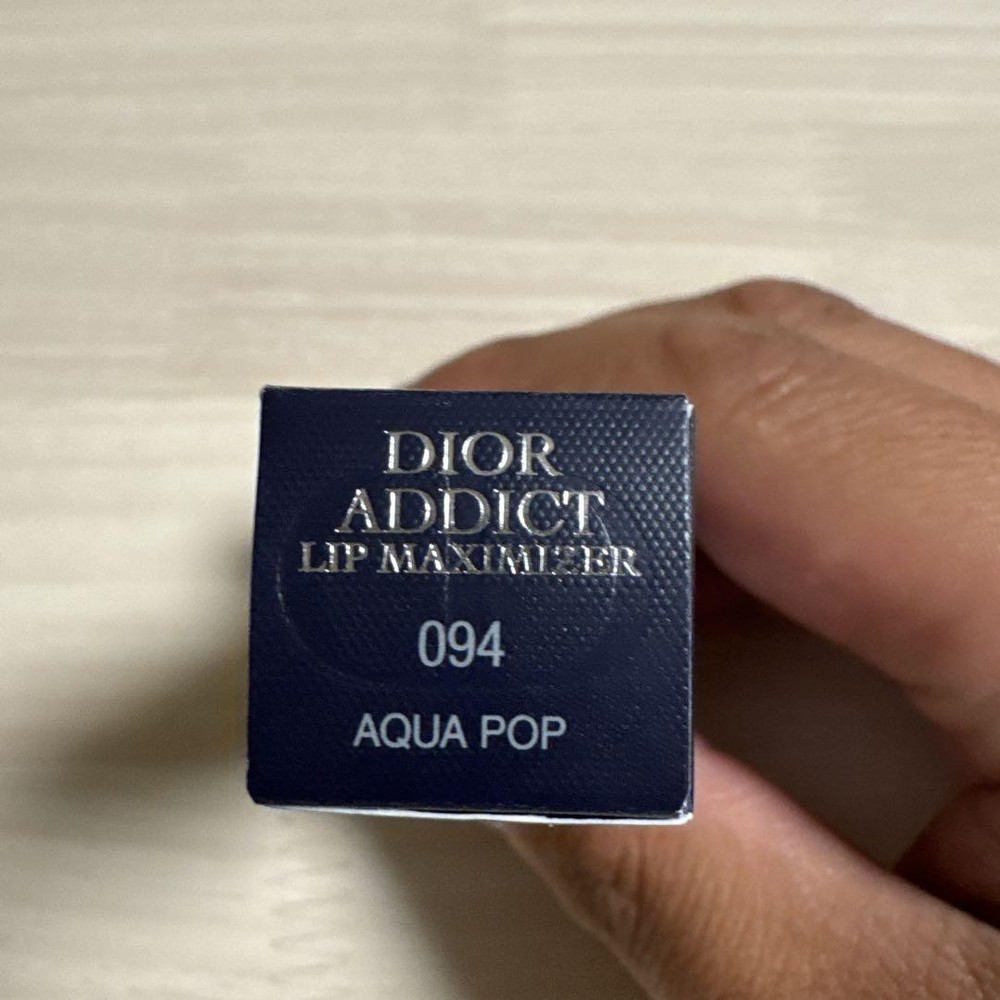 DIOR
ADDICT
LIP MAXIMIZER
094
AQUA POP